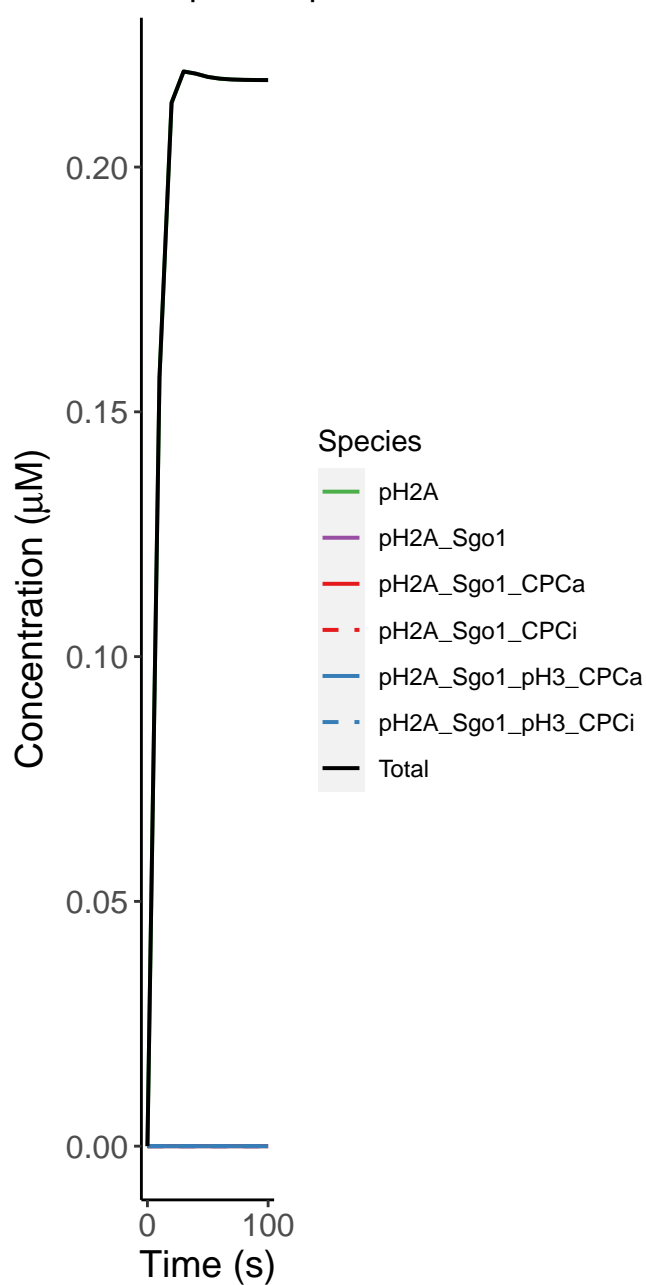 0.20
0.15
0.10
0.05
0.00
Concentration (µM)
0 100
Time (s)
Species
pH2A
pH2A_Sgo1
pH2A_Sgo1_CPCa
pH2A_Sgo1_CPCi
pH2A_Sgo1_pH3_CPCa
pH2A_Sgo1_pH3_CPCi
Total